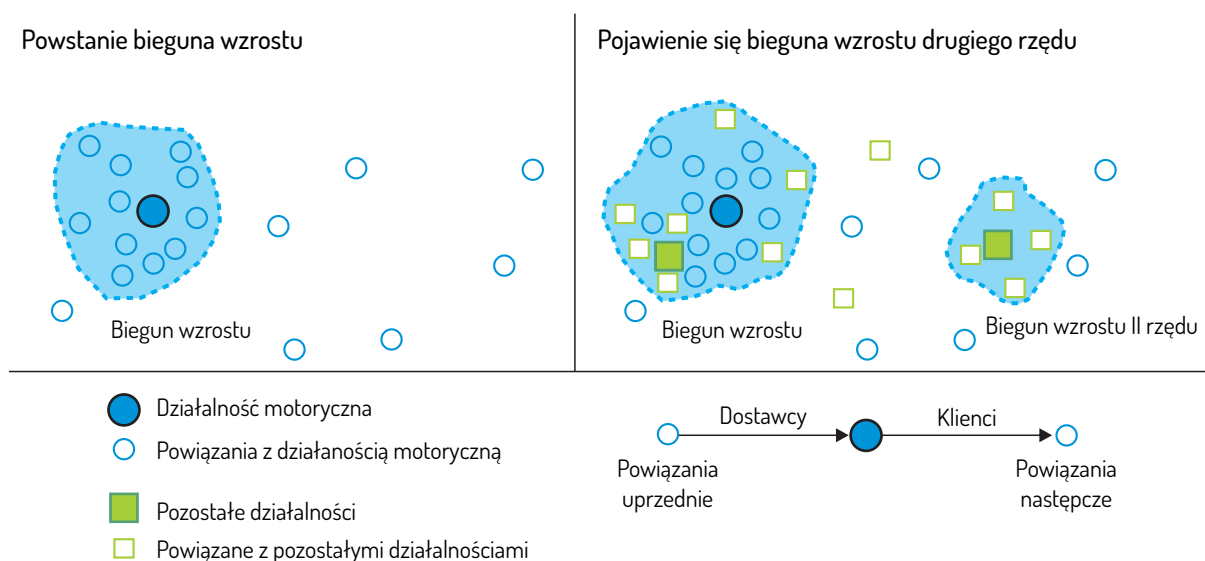 Powstanie bieguna wzrostu
Pojawienie się bieguna wzrostu drugiego rzędu
Biegun wzrostu
Biegun wzrostu
Biegun wzrostu II rzędu
Działalność motoryczna
Powiązania z działanością motoryczną
Pozostałe działalności
Powiązane z pozostałymi działalnościami
Dostawcy
Klienci
Powiązania
uprzednie
Powiązania
następcze